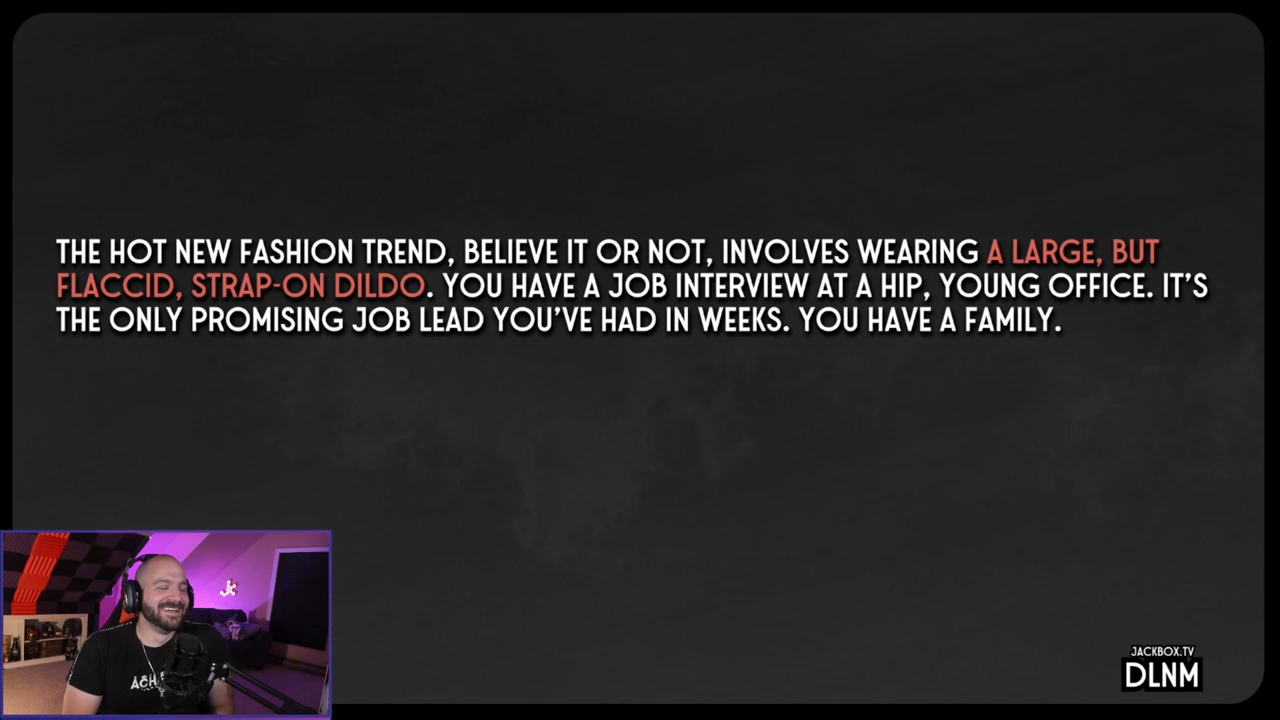 THE HOT NEW FASHION TREND, BELIEVE IT OR NOT, INVOLVES WEARING A LARGE, BUT
FLACCID, STRAP-ON DILDO. YOU HAVE A JOB INTERVIEW AT A HIP, YOUNG OFFICE. IT'S
THE ONLY PROMISING JOB LEAD YOU'VE HAD IN WEEKS. YOU HAVE A FAMILY.
JACKBOX.TV
DLNM